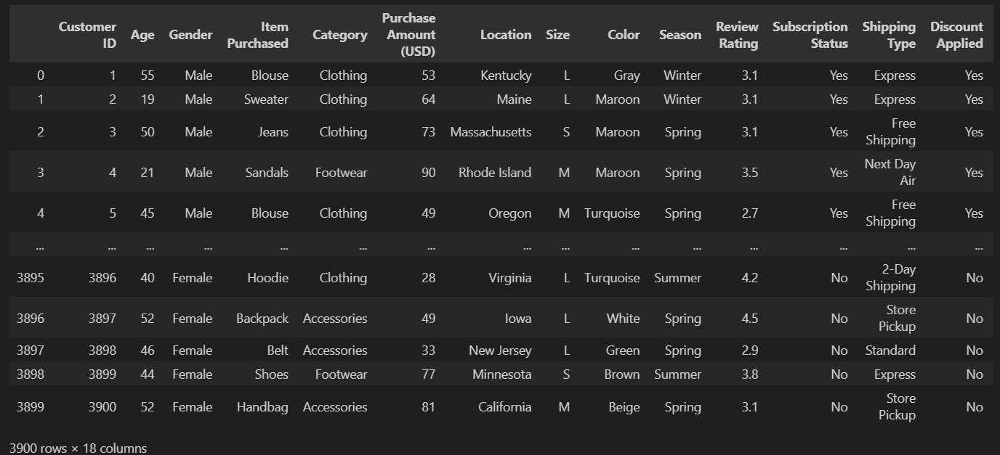 Customer ID Age Gender Item Purchased Category Purchase Amount (USD) Location Size Color Season Review Rating Subscription Status Shipping Type Discount Applied
0 1 55 Male Blouse Clothing 53 Kentucky L Gray Winter 3.1 Yes Express Yes
1 2 19 Male Sweater Clothing 64 Maine L Maroon Winter 3.1 Yes Express Yes
2 3 50 Male Jeans Clothing 73 Massachusetts S Maroon Spring 3.1 Yes Free Shipping Yes
3 4 21 Male Sandals Footwear 90 Rhode Island M Maroon Spring 3.5 Yes Next Day Air Yes
4 5 45 Male Blouse Clothing 49 Oregon M Turquoise Spring 2.7 Yes Free Shipping Yes
... ... ... ... ... ... ... ... ... ... ... ... ... ... ...
3895 3896 40 Female Hoodie Clothing 28 Virginia L Turquoise Summer 4.2 No 2-Day Shipping No
3896 3897 52 Female Backpack Accessories 49 Iowa L White Spring 4.5 No Store Pickup No
3897 3898 46 Female Belt Accessories 33 New Jersey L Green Spring 2.9 No Standard No
3898 3899 44 Female Shoes Footwear 77 Minnesota S Brown Summer 3.8 No Express No
3899 3900 52 Female Handbag Accessories 81 California M Beige Spring 3.1 No Store Pickup No
3900 rows × 18 columns